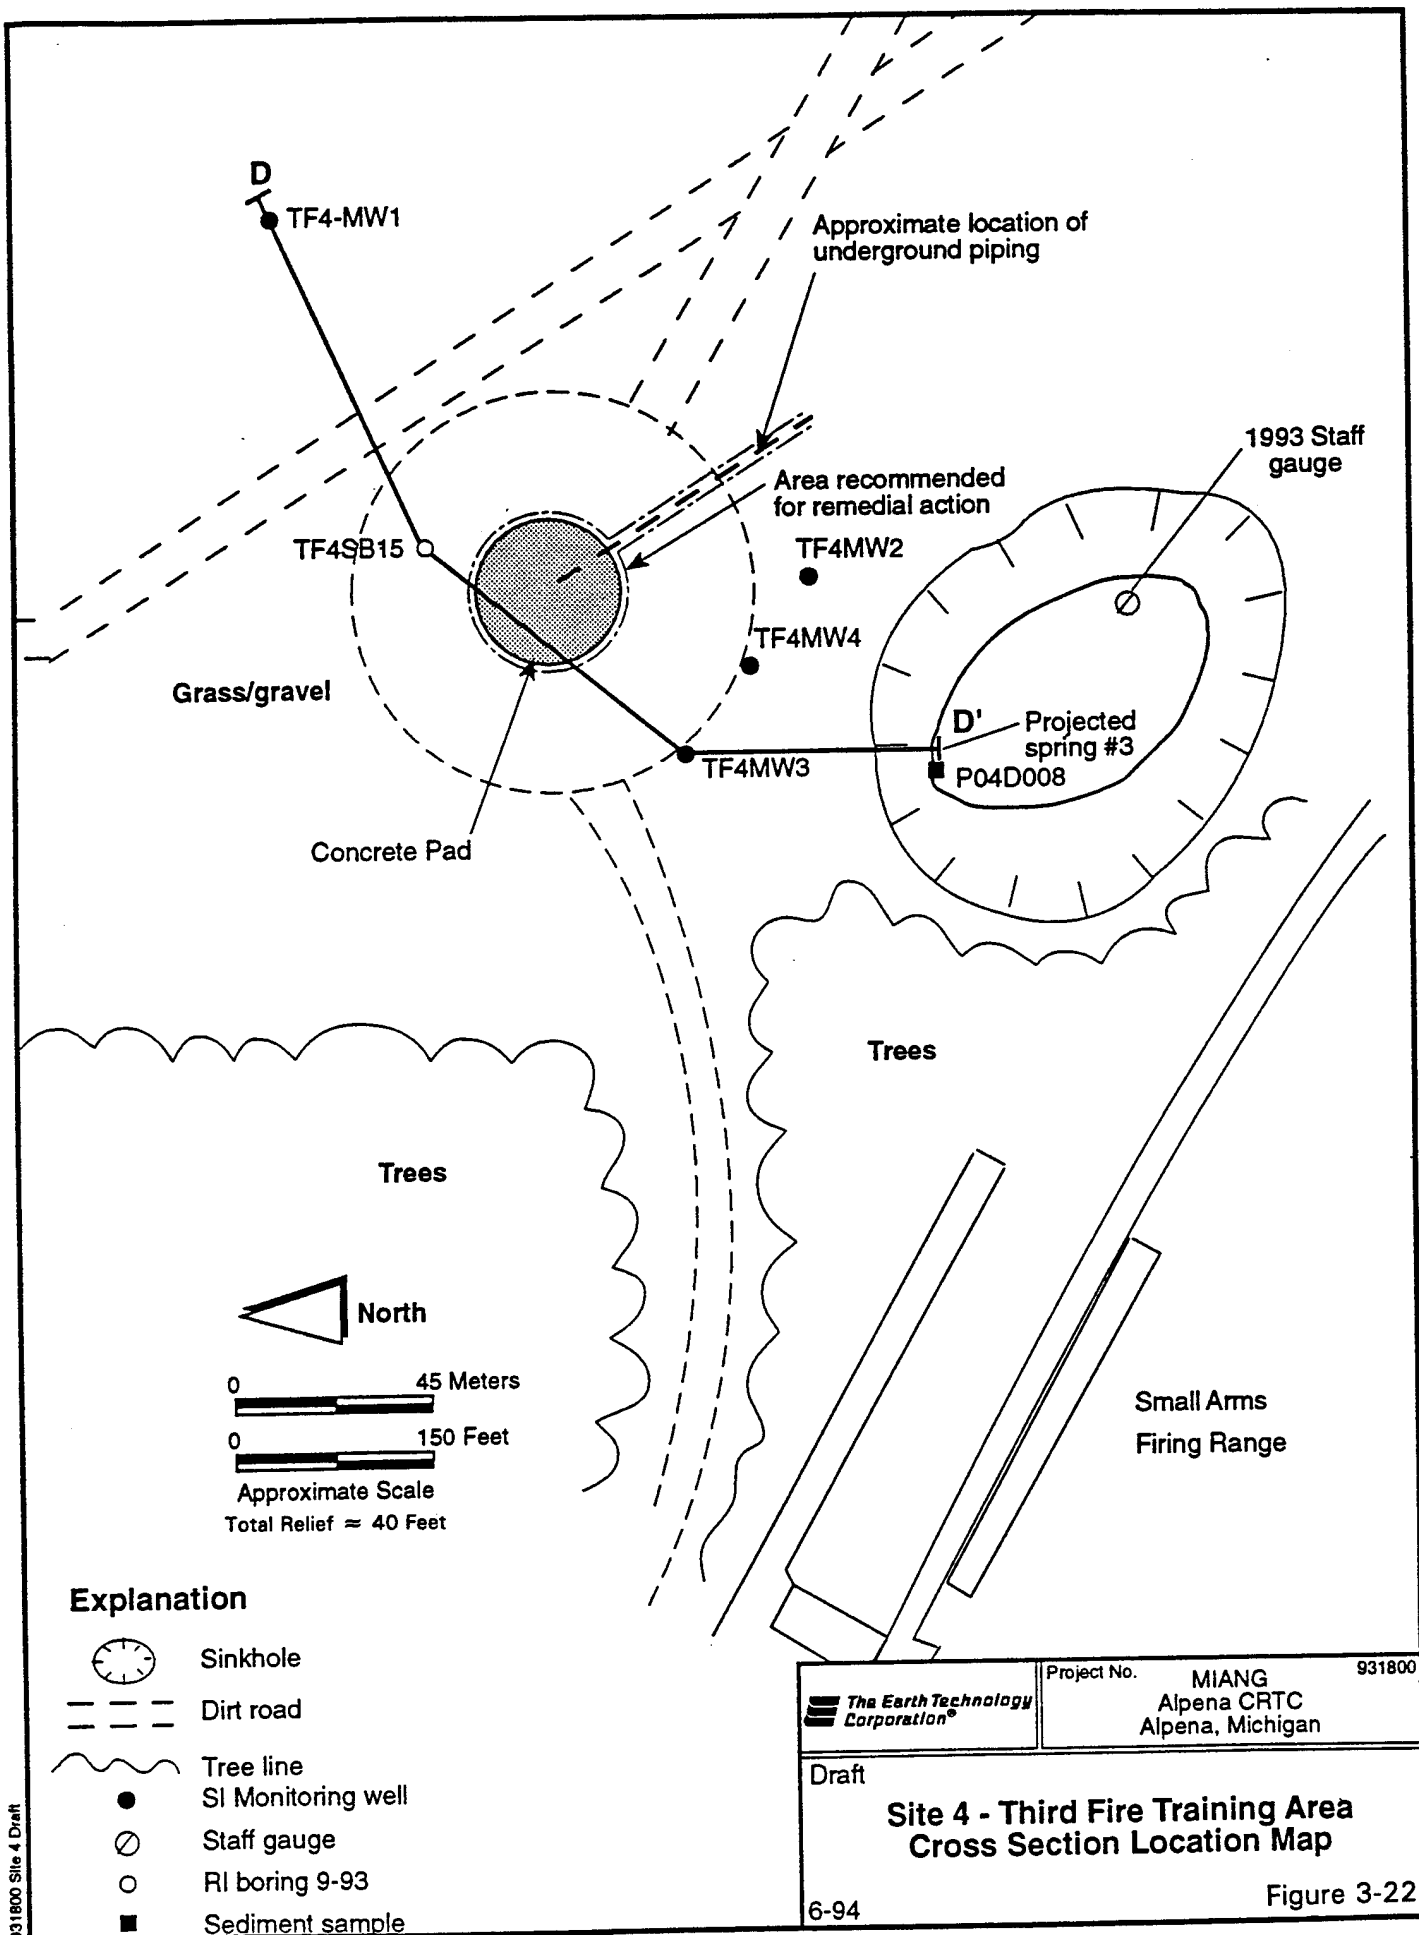 D
TF4-MW1
Approximate location of
underground piping
1993 Staff
gauge
Area recommended
for remedial action
TF4SB15
TF4MW2
TF4MW4
Grass/gravel
D'
Projected
spring #3
TF4MW3
P04D008
Concrete Pad
Trees
Trees
North
0 45 Meters
0 150 Feet
Approximate Scale
Total Relief ≈ 40 Feet
Small Arms
Firing Range
Explanation
Sinkhole
Dirt road
Tree line
SI Monitoring well
Staff gauge
RI boring 9-93
Sediment sample
931800 Site 4 Draft
The Earth Technology
Corporation®
Project No. 931800
MIANG
Alpena CRTC
Alpena, Michigan
Draft
Site 4 - Third Fire Training Area
Cross Section Location Map
6-94
Figure 3-22